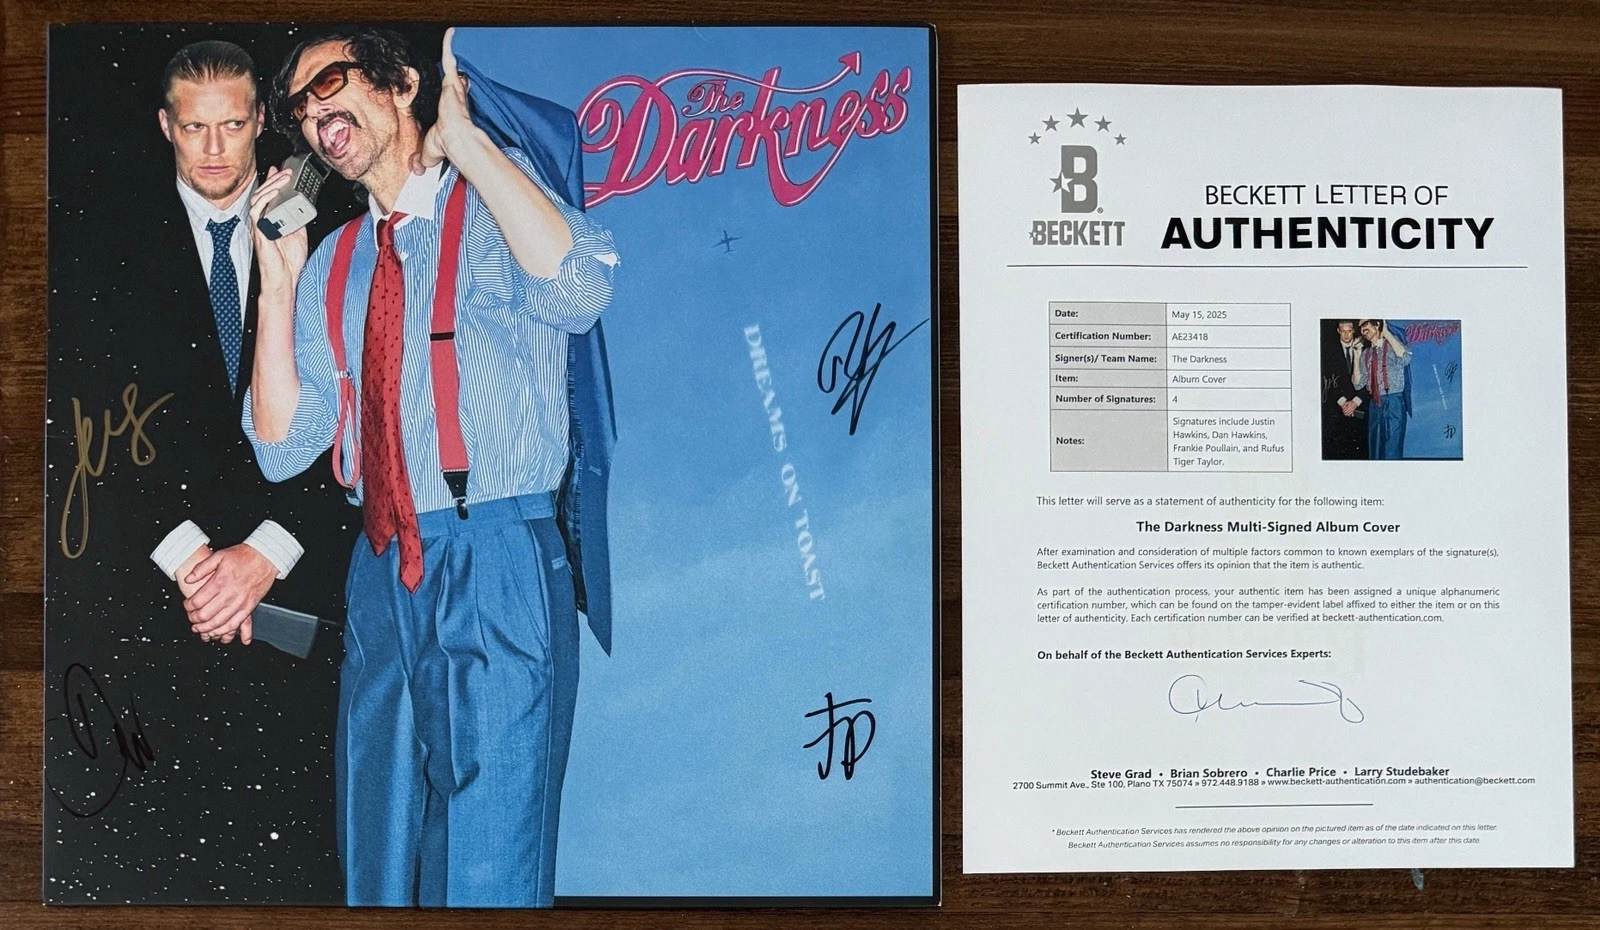 The
Darkness
DREAMS ON TOAST
B
BECKETT
BECKETT LETTER OF
AUTHENTICITY
Date: May 15, 2025
Certification Number: AE23418
Signer(s)/ Team Name: The Darkness
Item: Album Cover
Number of Signatures: 4
Notes: Signatures include Justin
Hawkins, Dan Hawkins,
Frankie Poullain, and Rufus
Tiger Taylor.
This letter will serve as a statement of authenticity for the following item:
The Darkness Multi-Signed Album Cover
After examination and consideration of multiple factors common to known exemplars of the signature(s),
Beckett Authentication Services offers its opinion that the item is authentic.
As part of the authentication process, your authentic item has been assigned a unique alphanumeric
certification number, which can be found on the tamper-evident label affixed to either the item or on this
letter of authenticity. Each certification number can be verified at beckett-authentication.com.
On behalf of the Beckett Authentication Services Experts:
Steve Grad • Brian Sobrero • Charlie Price • Larry Studebaker
2700 Summit Ave., Ste 100, Plano TX 75074 » 972.448.9188 » www.beckett-authentication.com » authentication@beckett.com
* Beckett Authentication Services has rendered the above opinion on the pictured item as of the date indicated on this letter.
Beckett Authentication Services assumes no responsibility for any changes or alteration to this item after this date.